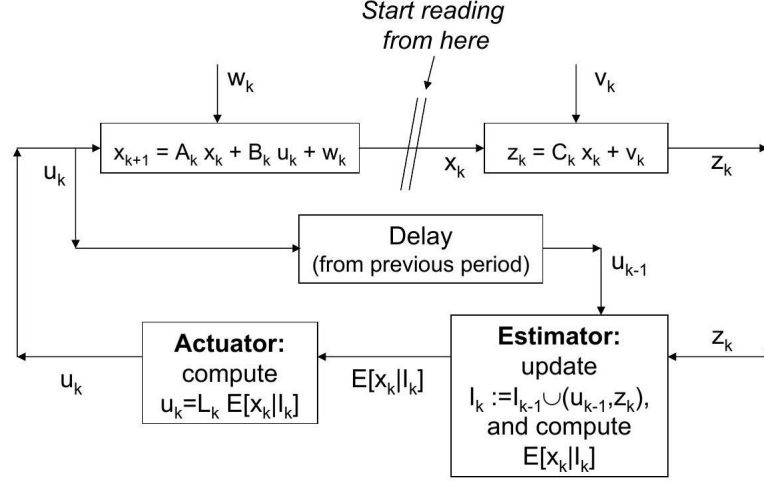 Start reading
from here
w_k
v_k
x_{k+1} = A_k x_k + B_k u_k + w_k
z_k = C_k x_k + v_k
u_k
x_k
z_k
Delay
(from previous period)
u_{k-1}
Actuator:
compute
u_k=L_k E[x_k|I_k]
Estimator:
update
I_k :=I_{k-1}∪(u_{k-1},z_k),
and compute
E[x_k|I_k]
u_k
E[x_k|I_k]
z_k